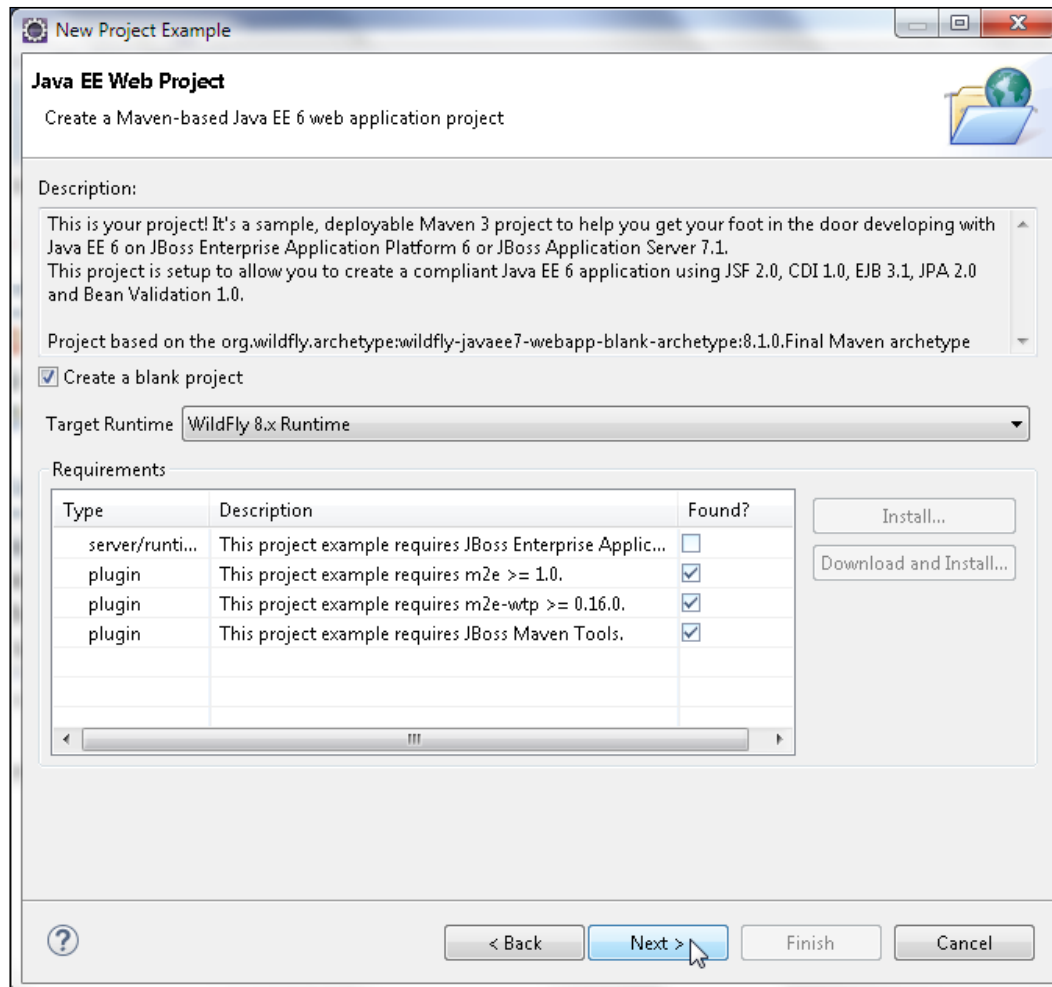 New Project Example
Java EE Web Project
Create a Maven-based Java EE 6 web application project
Description:
This is your project! It's a sample, deployable Maven 3 project to help you get your foot in the door developing with
Java EE 6 on JBoss Enterprise Application Platform 6 or JBoss Application Server 7.1.
This project is setup to allow you to create a compliant Java EE 6 application using JSF 2.0, CDI 1.0, EJB 3.1, JPA 2.0
and Bean Validation 1.0.
Project based on the org.wildfly.archetype:wildfly-javaee7-webapp-blank-archetype:8.1.0.Final Maven archetype
Create a blank project
Target Runtime WildFly 8.x Runtime
Requirements
Type Description Found?
server/runti... This project example requires JBoss Enterprise Applic...
plugin This project example requires m2e >= 1.0.
plugin This project example requires m2e-wtp >= 0.16.0.
plugin This project example requires JBoss Maven Tools.
Install...
Download and Install...
< Back Next > Finish Cancel